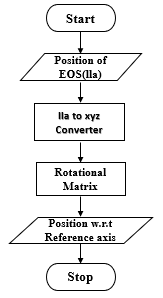 Start
Position of
EOS(lla)
lla to xyz
Converter
Rotational
Matrix
Position w.r.t
Reference axis
Stop